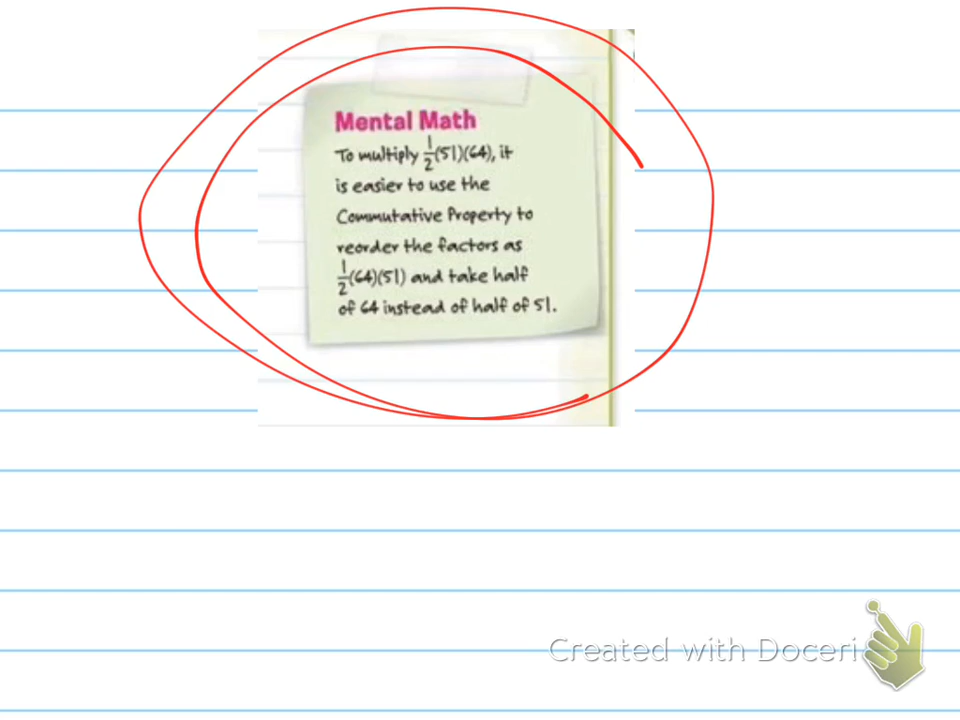 Mental Math
To multiply 1/2(51)(64), it
is easier to use the
Commutative Property to
reorder the factors as
1/2(64)(51) and take half
of 64 instead of half of 51.
Created with Doceri